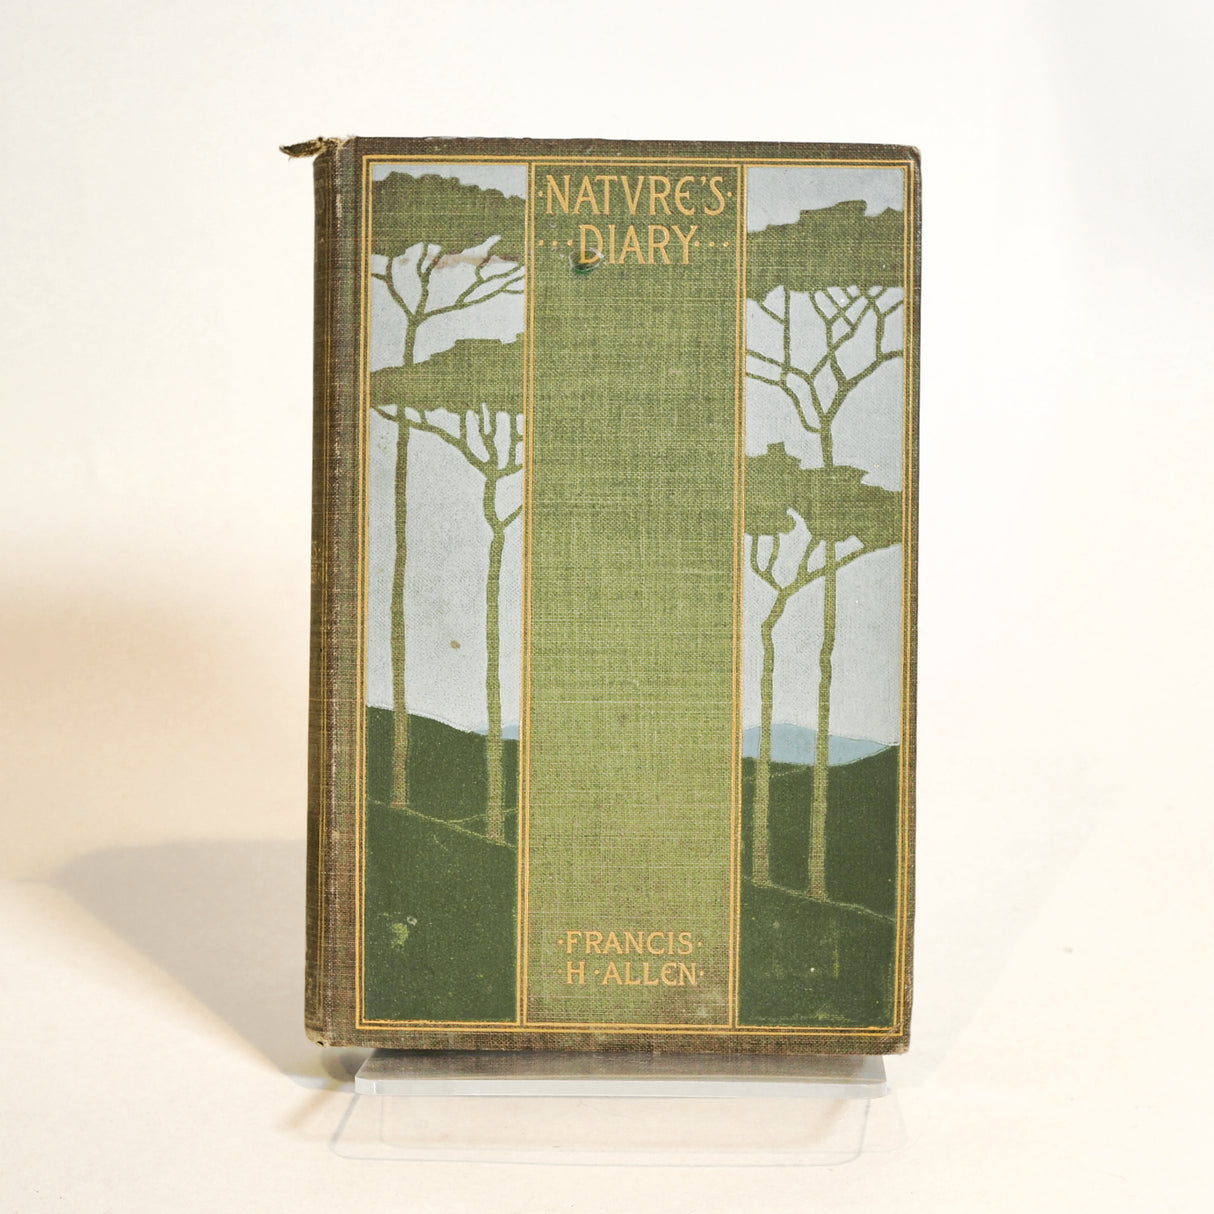 ·NATVRE'S·
···DIARY···
·FRANCIS·
·H·ALLEN·